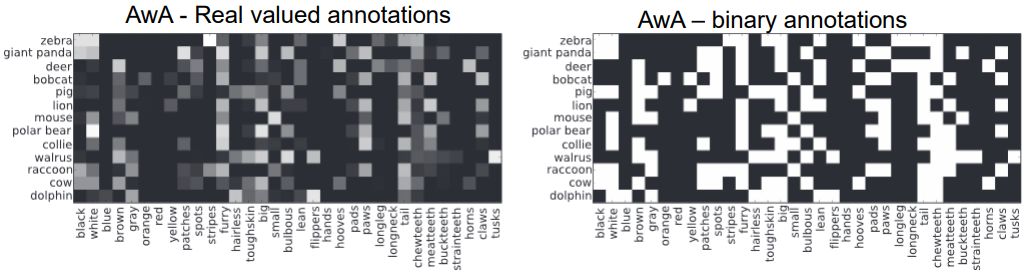 AwA - Real valued annotations
AwA – binary annotations
zebra
giant panda
deer
bobcat
pig
lion
mouse
polar bear
collie
walrus
raccoon
cow
dolphin
black
white
blue
brown
gray
orange
red
yellow
patches
spots
stripes
furry
hairless
toughskin
big
small
bulbous
lean
flippers
hands
hooves
pads
paws
longleg
longneck
tail
chewteeth
meatteeth
buckteeth
strainteeth
horns
claws
tusks
zebra
giant panda
deer
bobcat
pig
lion
mouse
polar bear
collie
walrus
raccoon
cow
dolphin
black
white
blue
brown
gray
orange
red
yellow
patches
spots
stripes
furry
hairless
toughskin
big
small
bulbous
lean
flippers
hands
hooves
pads
paws
longleg
longneck
tail
chewteeth
meatteeth
buckteeth
strainteeth
horns
claws
tusks